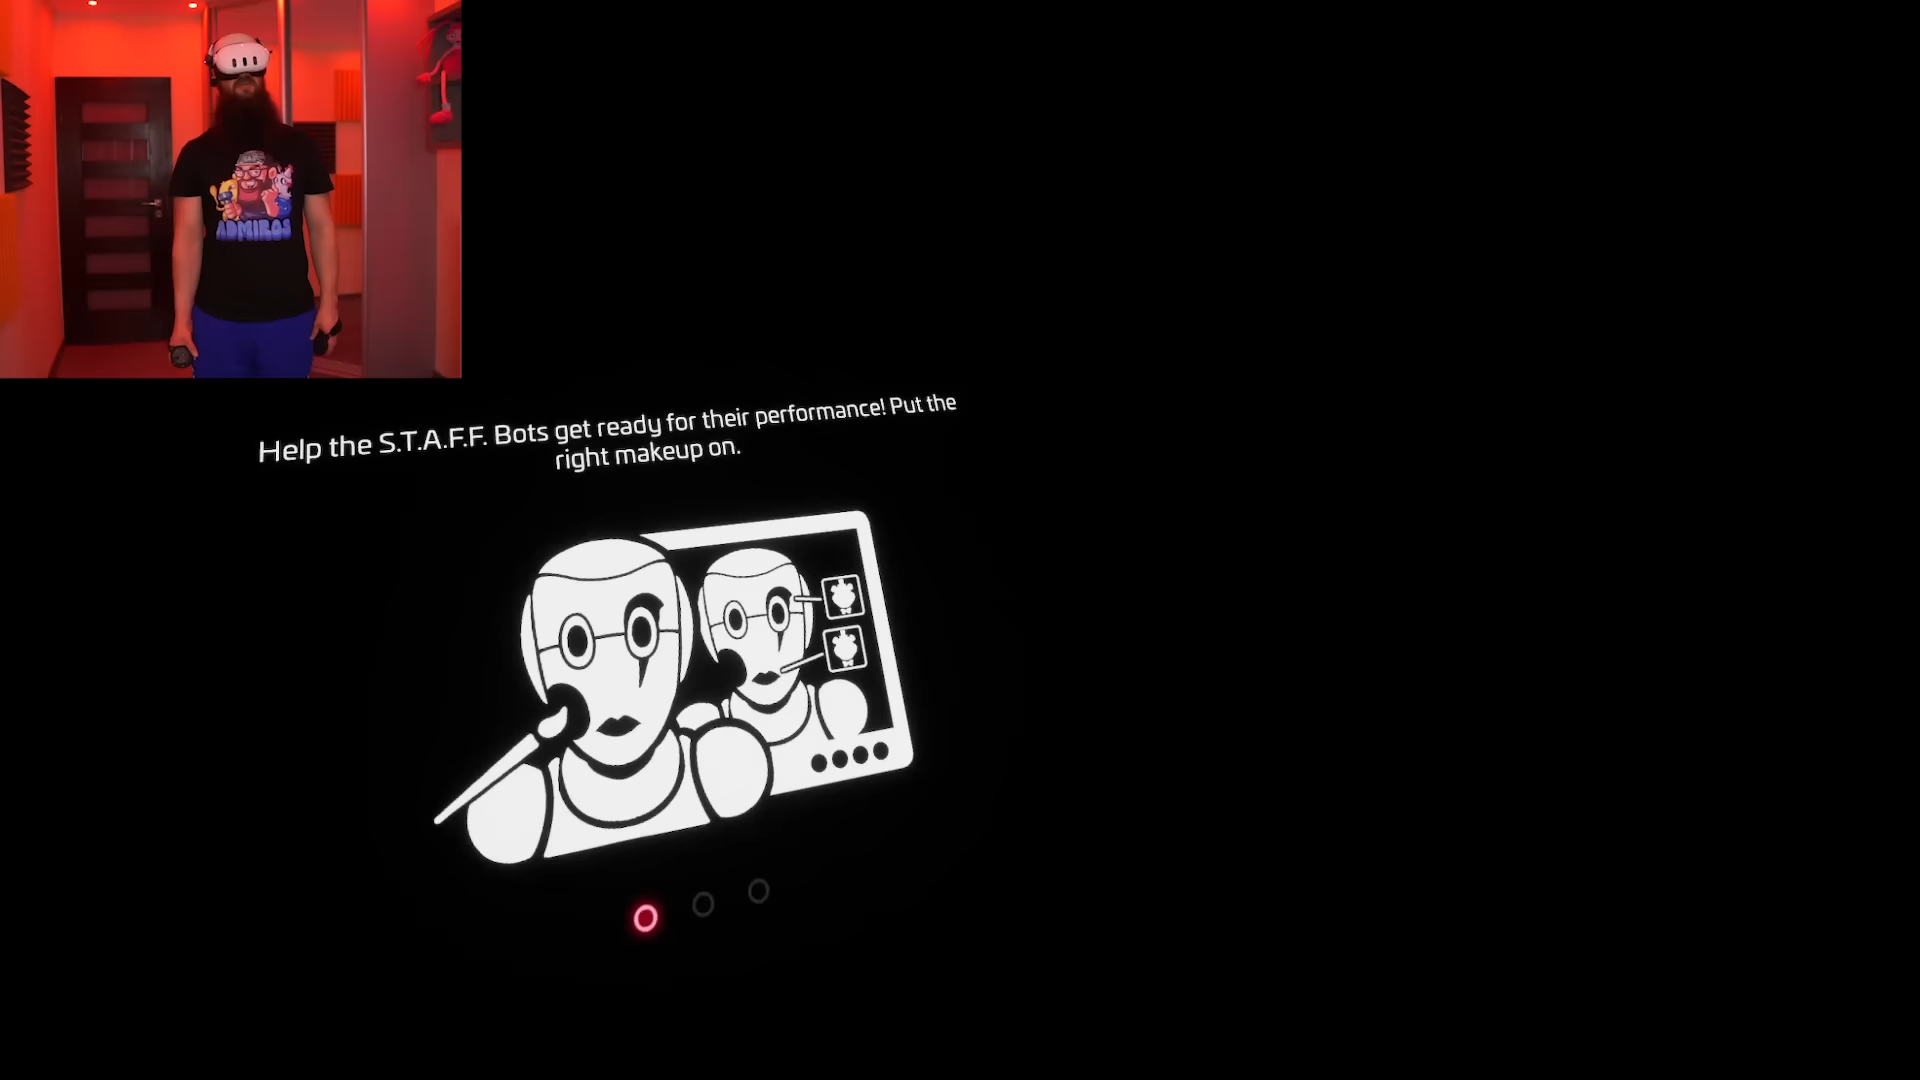 ADMIROS
Help the S.T.A.F.F. Bots get ready for their performance! Put the
right makeup on.